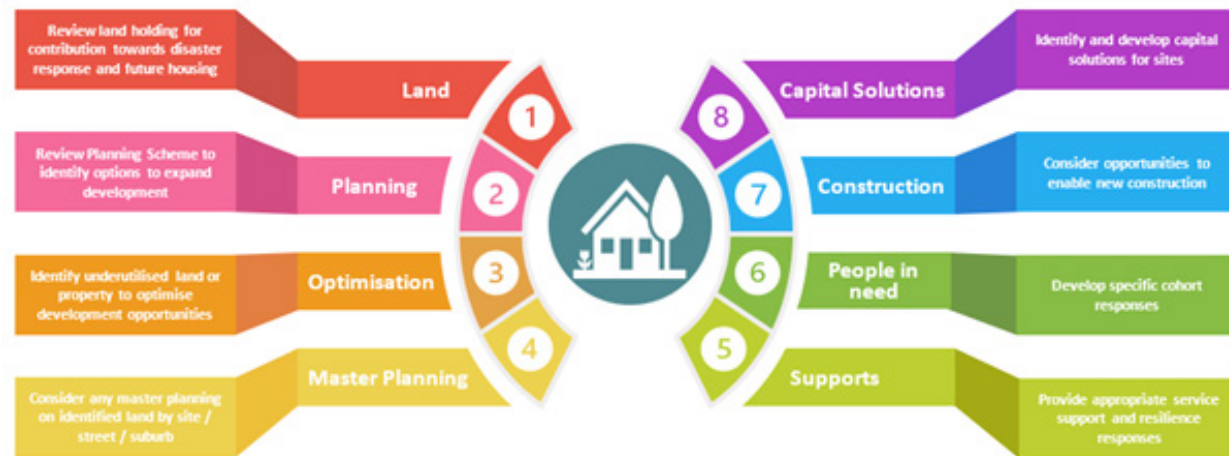 Review land holding for
contribution towards disaster
response and future housing
Land
1
Review Planning Scheme to
identify options to expand
development
Planning
2
Identify underutilised land or
property to optimise
development opportunities
Optimisation
3
Consider any master planning
on identified land by site /
street / suburb
Master Planning
4
8
Capital Solutions
Identify and develop capital
solutions for sites
7
Construction
Consider opportunities to
enable new construction
6
People in
need
Develop specific cohort
responses
5
Supports
Provide appropriate service
support and resilience
responses